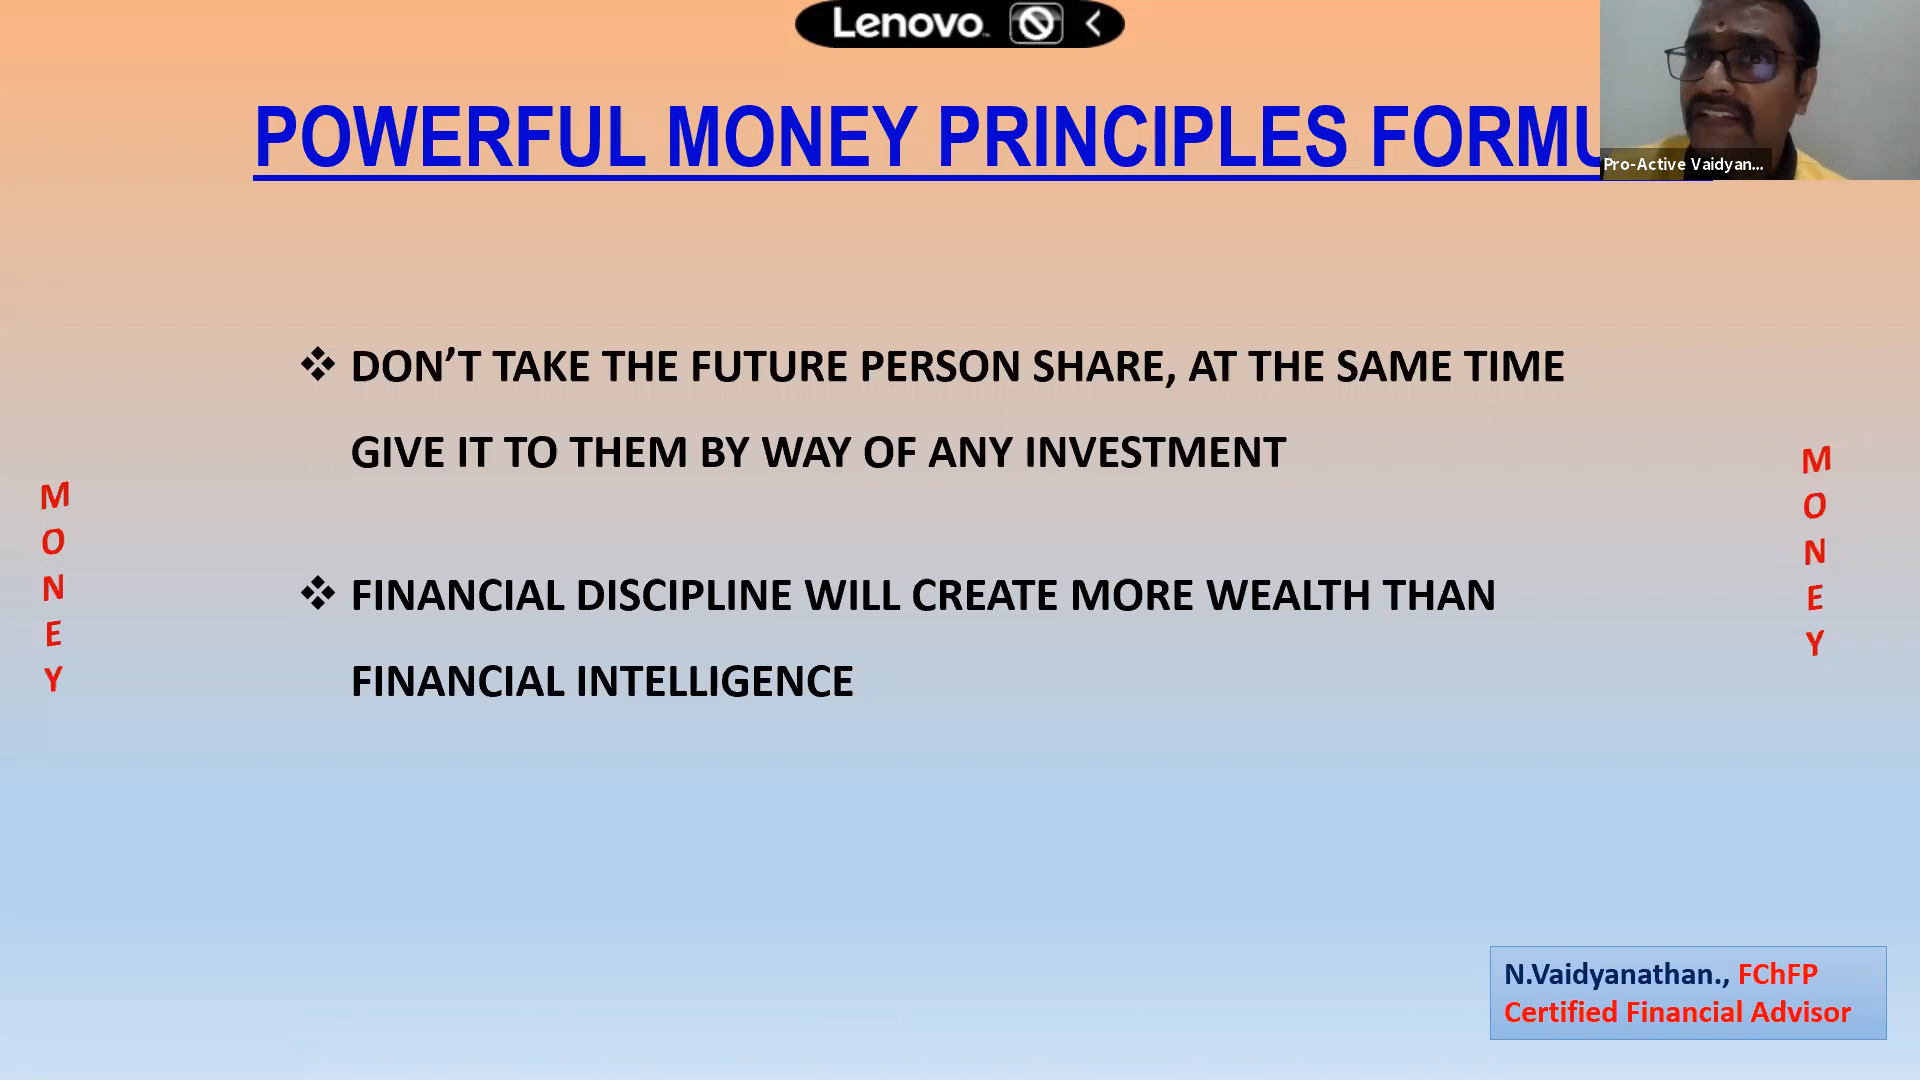 Lenovo
POWERFUL MONEY PRINCIPLES
Pro-Active Vaidyan...
❖ DON’T TAKE THE FUTURE PERSON SHARE, AT THE SAME TIME
GIVE IT TO THEM BY WAY OF ANY INVESTMENT
❖ FINANCIAL DISCIPLINE WILL CREATE MORE WEALTH THAN
FINANCIAL INTELLIGENCE
M
O
N
E
Y
M
O
N
E
Y
N.Vaidyanathan., FChFP
Certified Financial Advisor